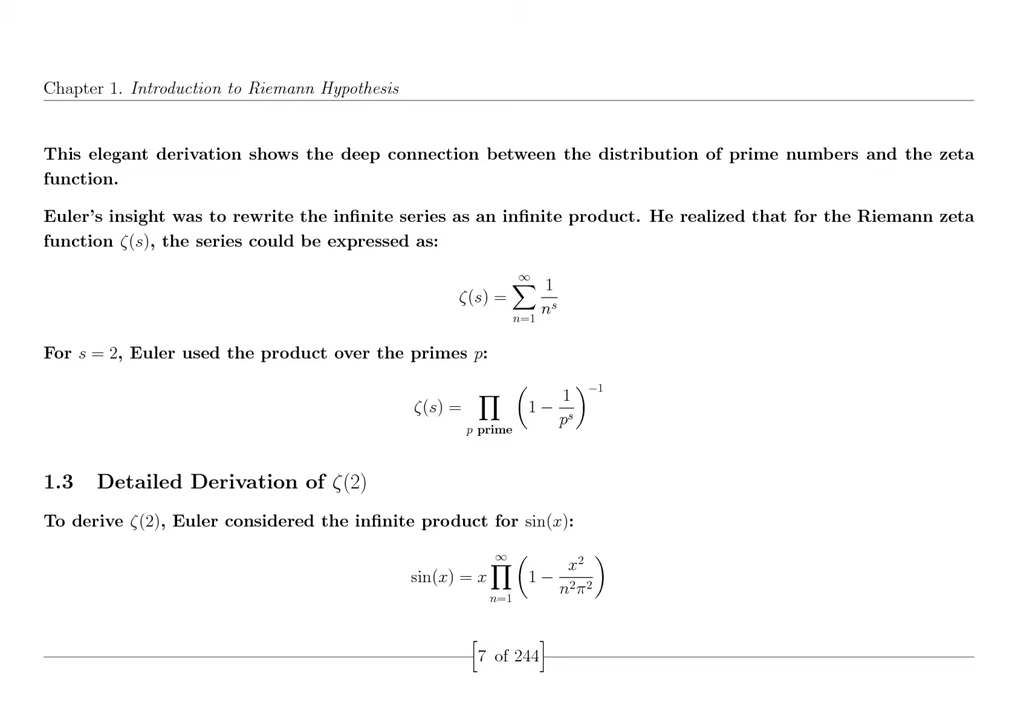 Chapter 1. Introduction to Riemann Hypothesis
This elegant derivation shows the deep connection between the distribution of prime numbers and the zeta
function.
Euler's insight was to rewrite the infinite series as an infinite product. He realized that for the Riemann zeta
function ζ(s), the series could be expressed as:
ζ(s) = ∑_{n=1}^{∞} 1/n^s
For s = 2, Euler used the product over the primes p:
ζ(s) = ∏_{p prime} (1 − 1/p^s)^{−1}
1.3 Detailed Derivation of ζ(2)
To derive ζ(2), Euler considered the infinite product for sin(x):
sin(x) = x ∏_{n=1}^{∞} (1 − x²/n²π²)
[7 of 244]